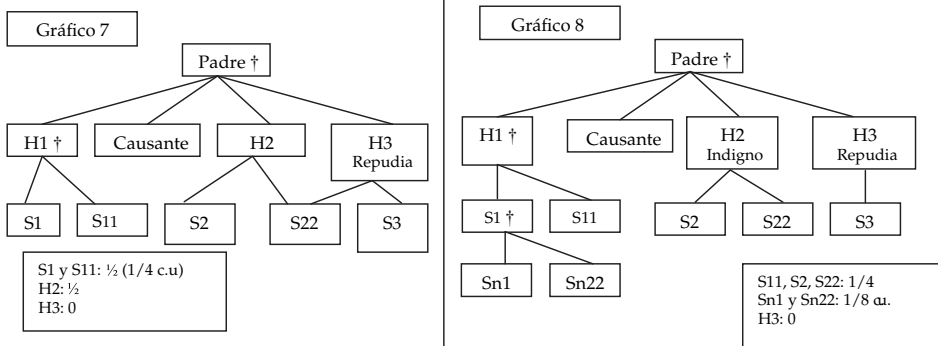 Gráfico 7
Padre †
H1 †
Causante
H2
H3
Repudia
S1
S11
S2
S22
S3
S1 y S11: ½ (1/4 c.u)
H2: ½
H3: 0
Gráfico 8
Padre †
H1 †
Causante
H2
Indigno
H3
Repudia
S1 †
S11
S2
S22
S3
Sn1
Sn22
S11, S2, S22: 1/4
Sn1 y Sn22: 1/8 cu.
H3: 0